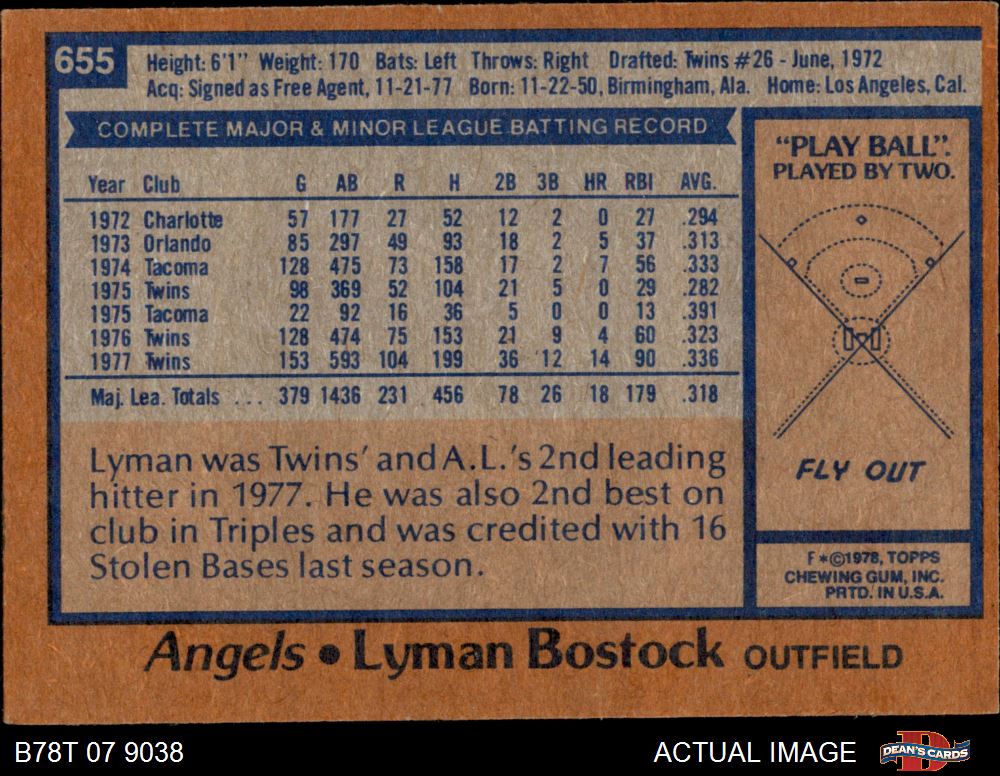 655
Height: 6'1" Weight: 170 Bats: Left Throws: Right Drafted: Twins #26 - June, 1972
Acq: Signed as Free Agent, 11-21-77 Born: 11-22-50, Birmingham, Ala. Home: Los Angeles, Cal.
COMPLETE MAJOR & MINOR LEAGUE BATTING RECORD
Year Club G AB R H 2B 3B HR RBI AVG.
1972 Charlotte 57 177 27 52 12 2 0 27 .294
1973 Orlando 85 297 49 93 18 2 5 37 .313
1974 Tacoma 128 475 73 158 17 2 7 56 .333
1975 Twins 98 369 52 104 21 5 0 29 .282
1975 Tacoma 22 92 16 36 5 0 0 13 .391
1976 Twins 128 474 75 153 21 9 4 60 .323
1977 Twins 153 593 104 199 36 12 14 90 .336
Maj. Lea. Totals ... 379 1436 231 456 78 26 18 179 .318
Lyman was Twins' and A.L.'s 2nd leading
hitter in 1977. He was also 2nd best on
club in Triples and was credited with 16
Stolen Bases last season.
"PLAY BALL".
PLAYED BY TWO.
FLY OUT
F*©1978, TOPPS
CHEWING GUM, INC.
PRTD. IN U.S.A.
Angels • Lyman Bostock OUTFIELD
B78T 07 9038
ACTUAL IMAGE
D
DEAN'S CARDS